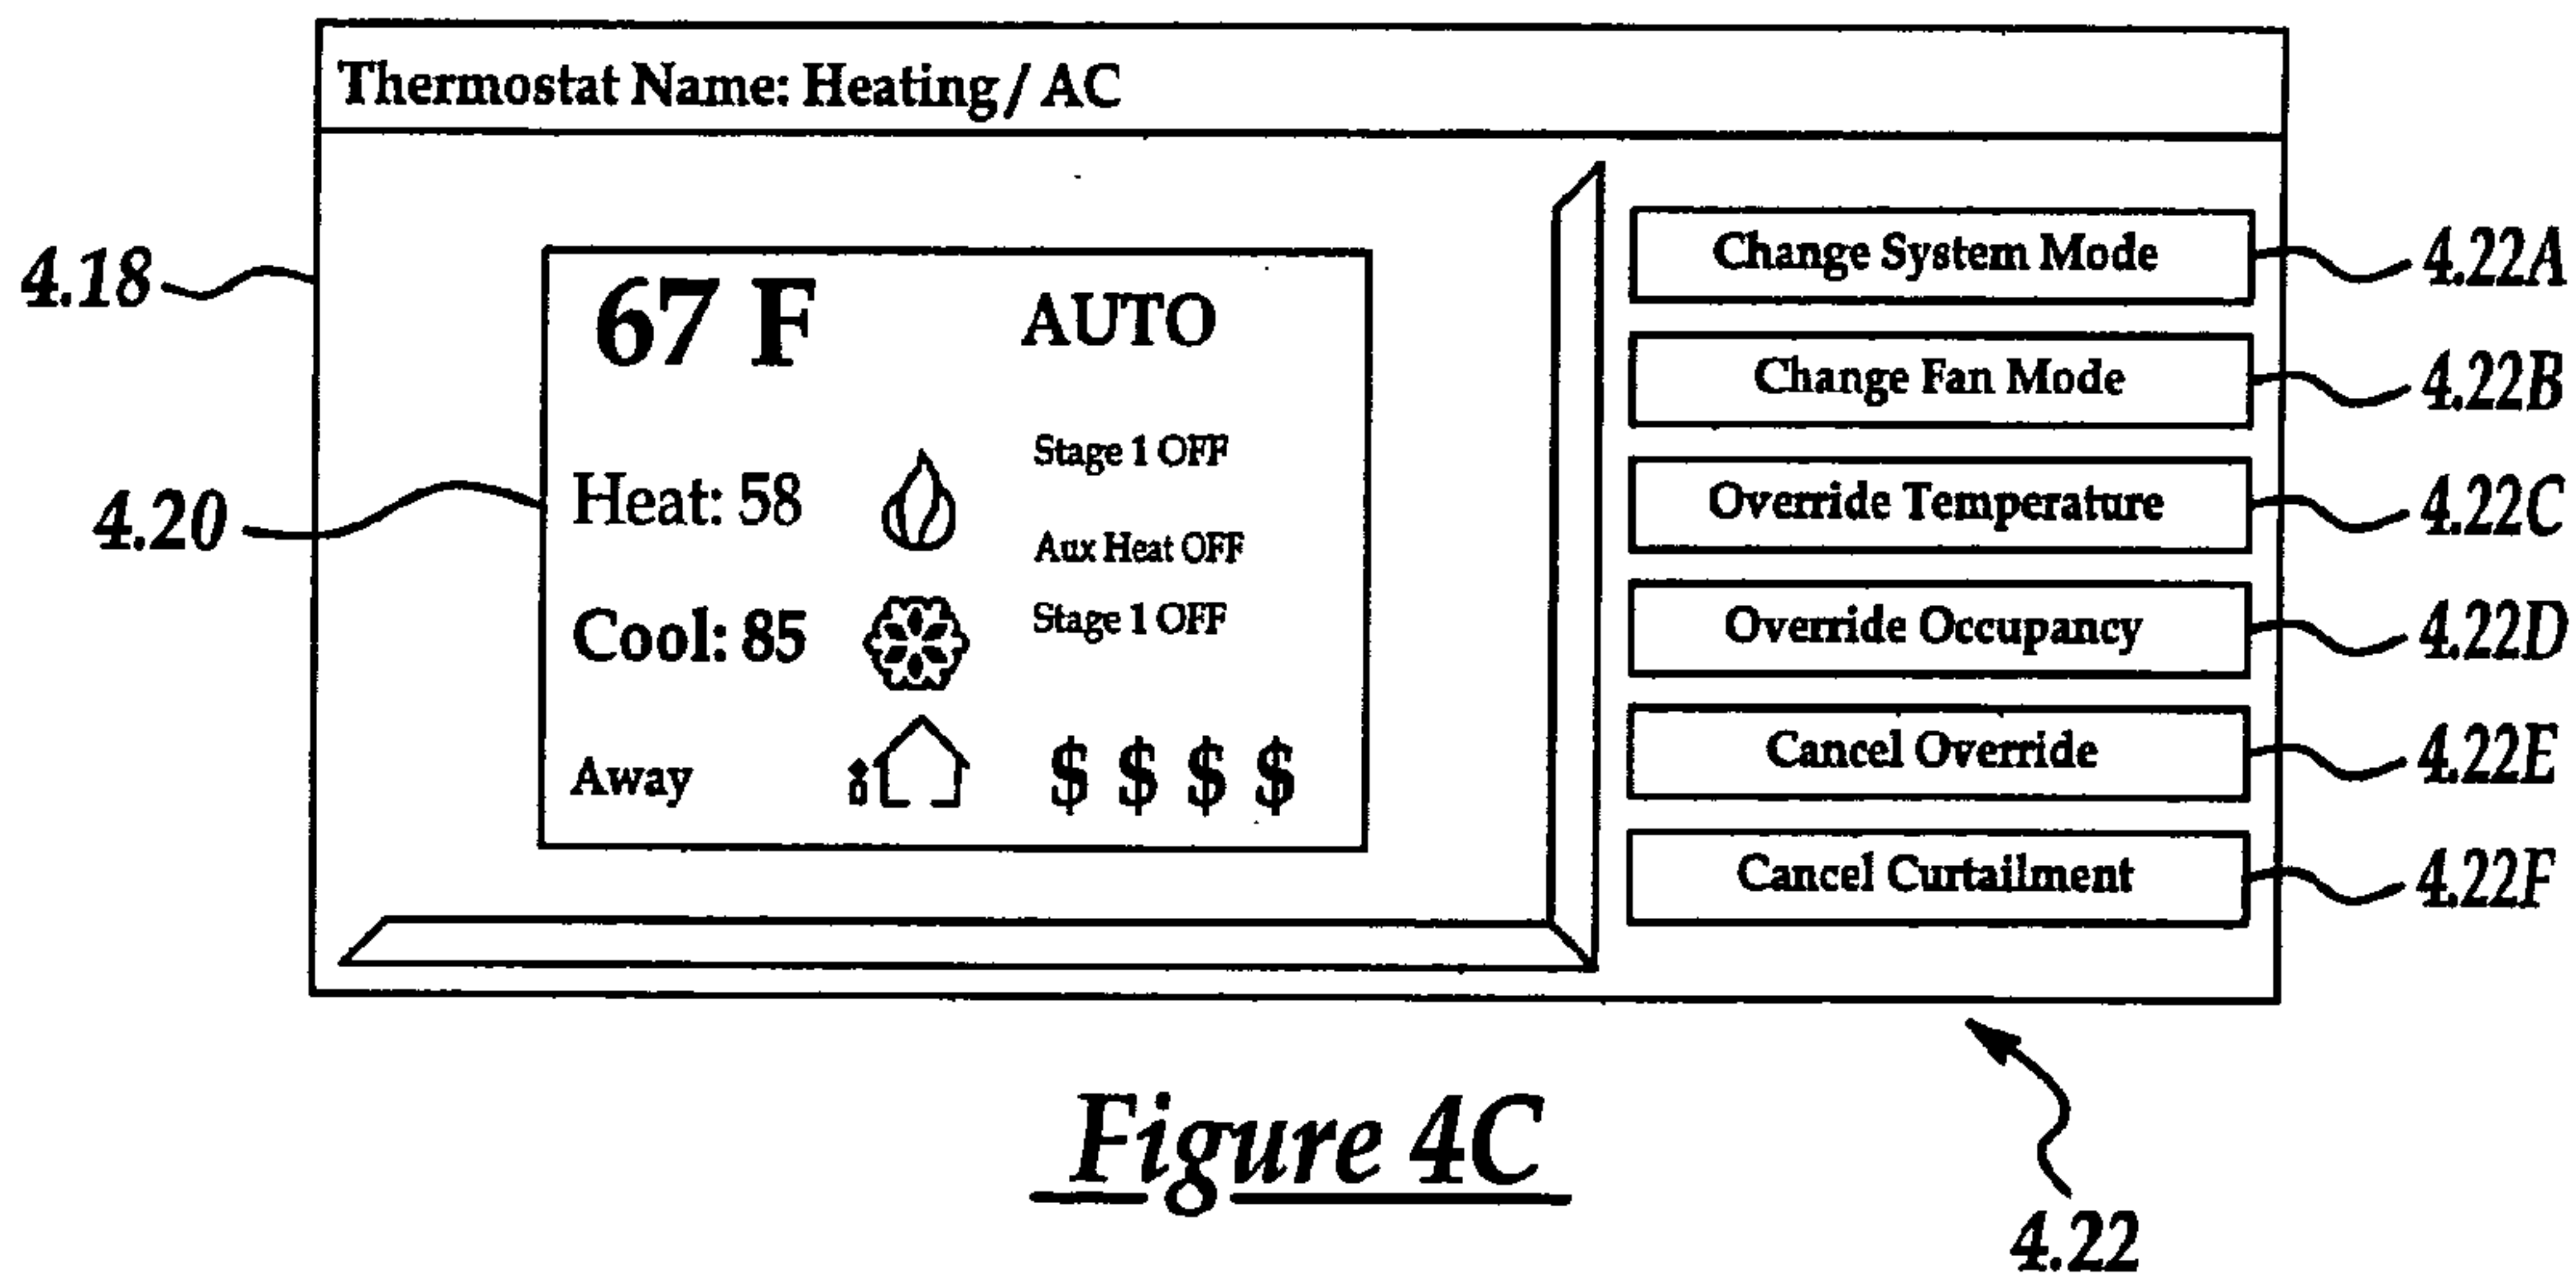 Thermostat Name: Heating / AC
4.18
4.20
67 F AUTO
Heat: 58
Stage 1 OFF
Aux Heat OFF
Cool: 85
Stage 1 OFF
Away
$ $ $ $
Change System Mode 4.22A
Change Fan Mode 4.22B
Override Temperature 4.22C
Override Occupancy 4.22D
Cancel Override 4.22E
Cancel Curtailment 4.22F
Figure 4C
4.22